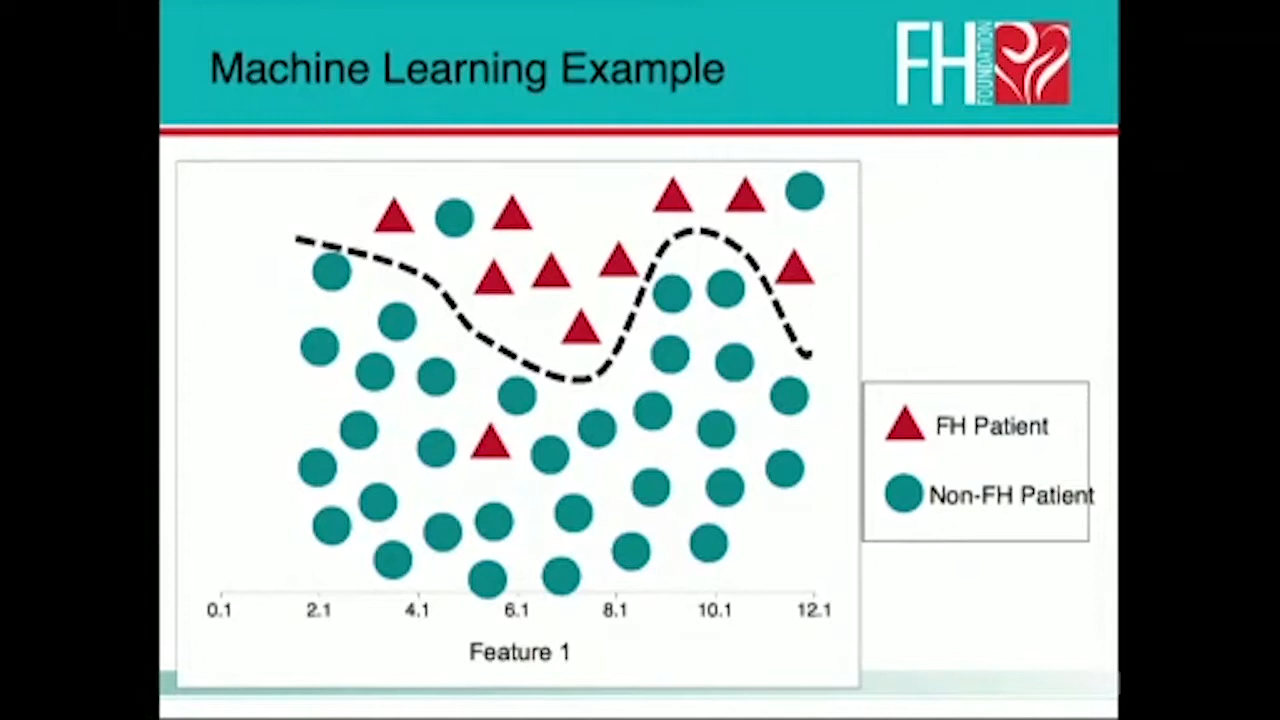 Machine Learning Example
FH
FOUNDATION
FH Patient
Non-FH Patient
0.1 2.1 4.1 6.1 8.1 10.1 12.1
Feature 1